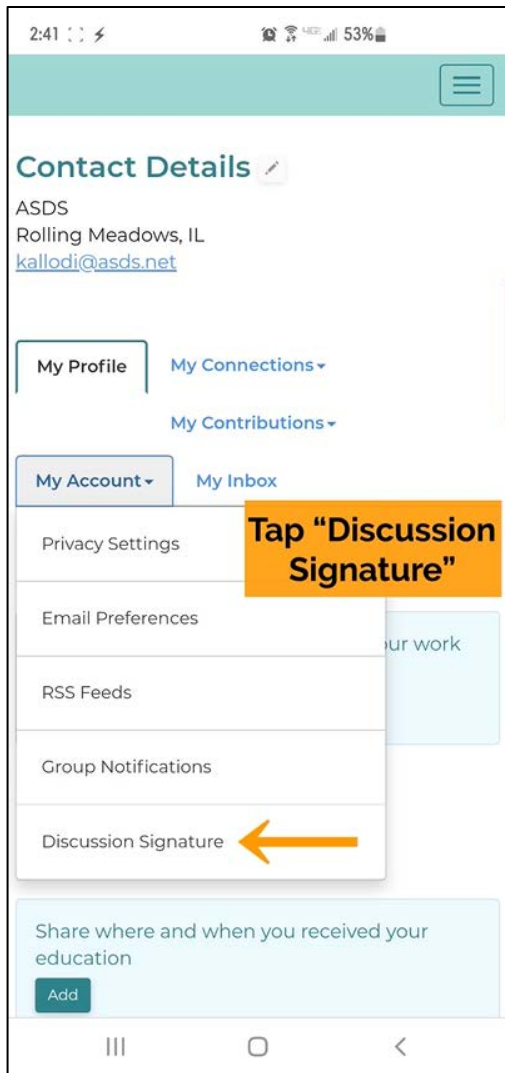 2:41 53%
Contact Details
ASDS
Rolling Meadows, IL
kallodi@asds.net
My Profile My Connections
My Contributions
My Account My Inbox
Tap “Discussion
Signature”
Privacy Settings
Email Preferences
ur work
RSS Feeds
Group Notifications
Discussion Signature
Share where and when you received your
education
Add